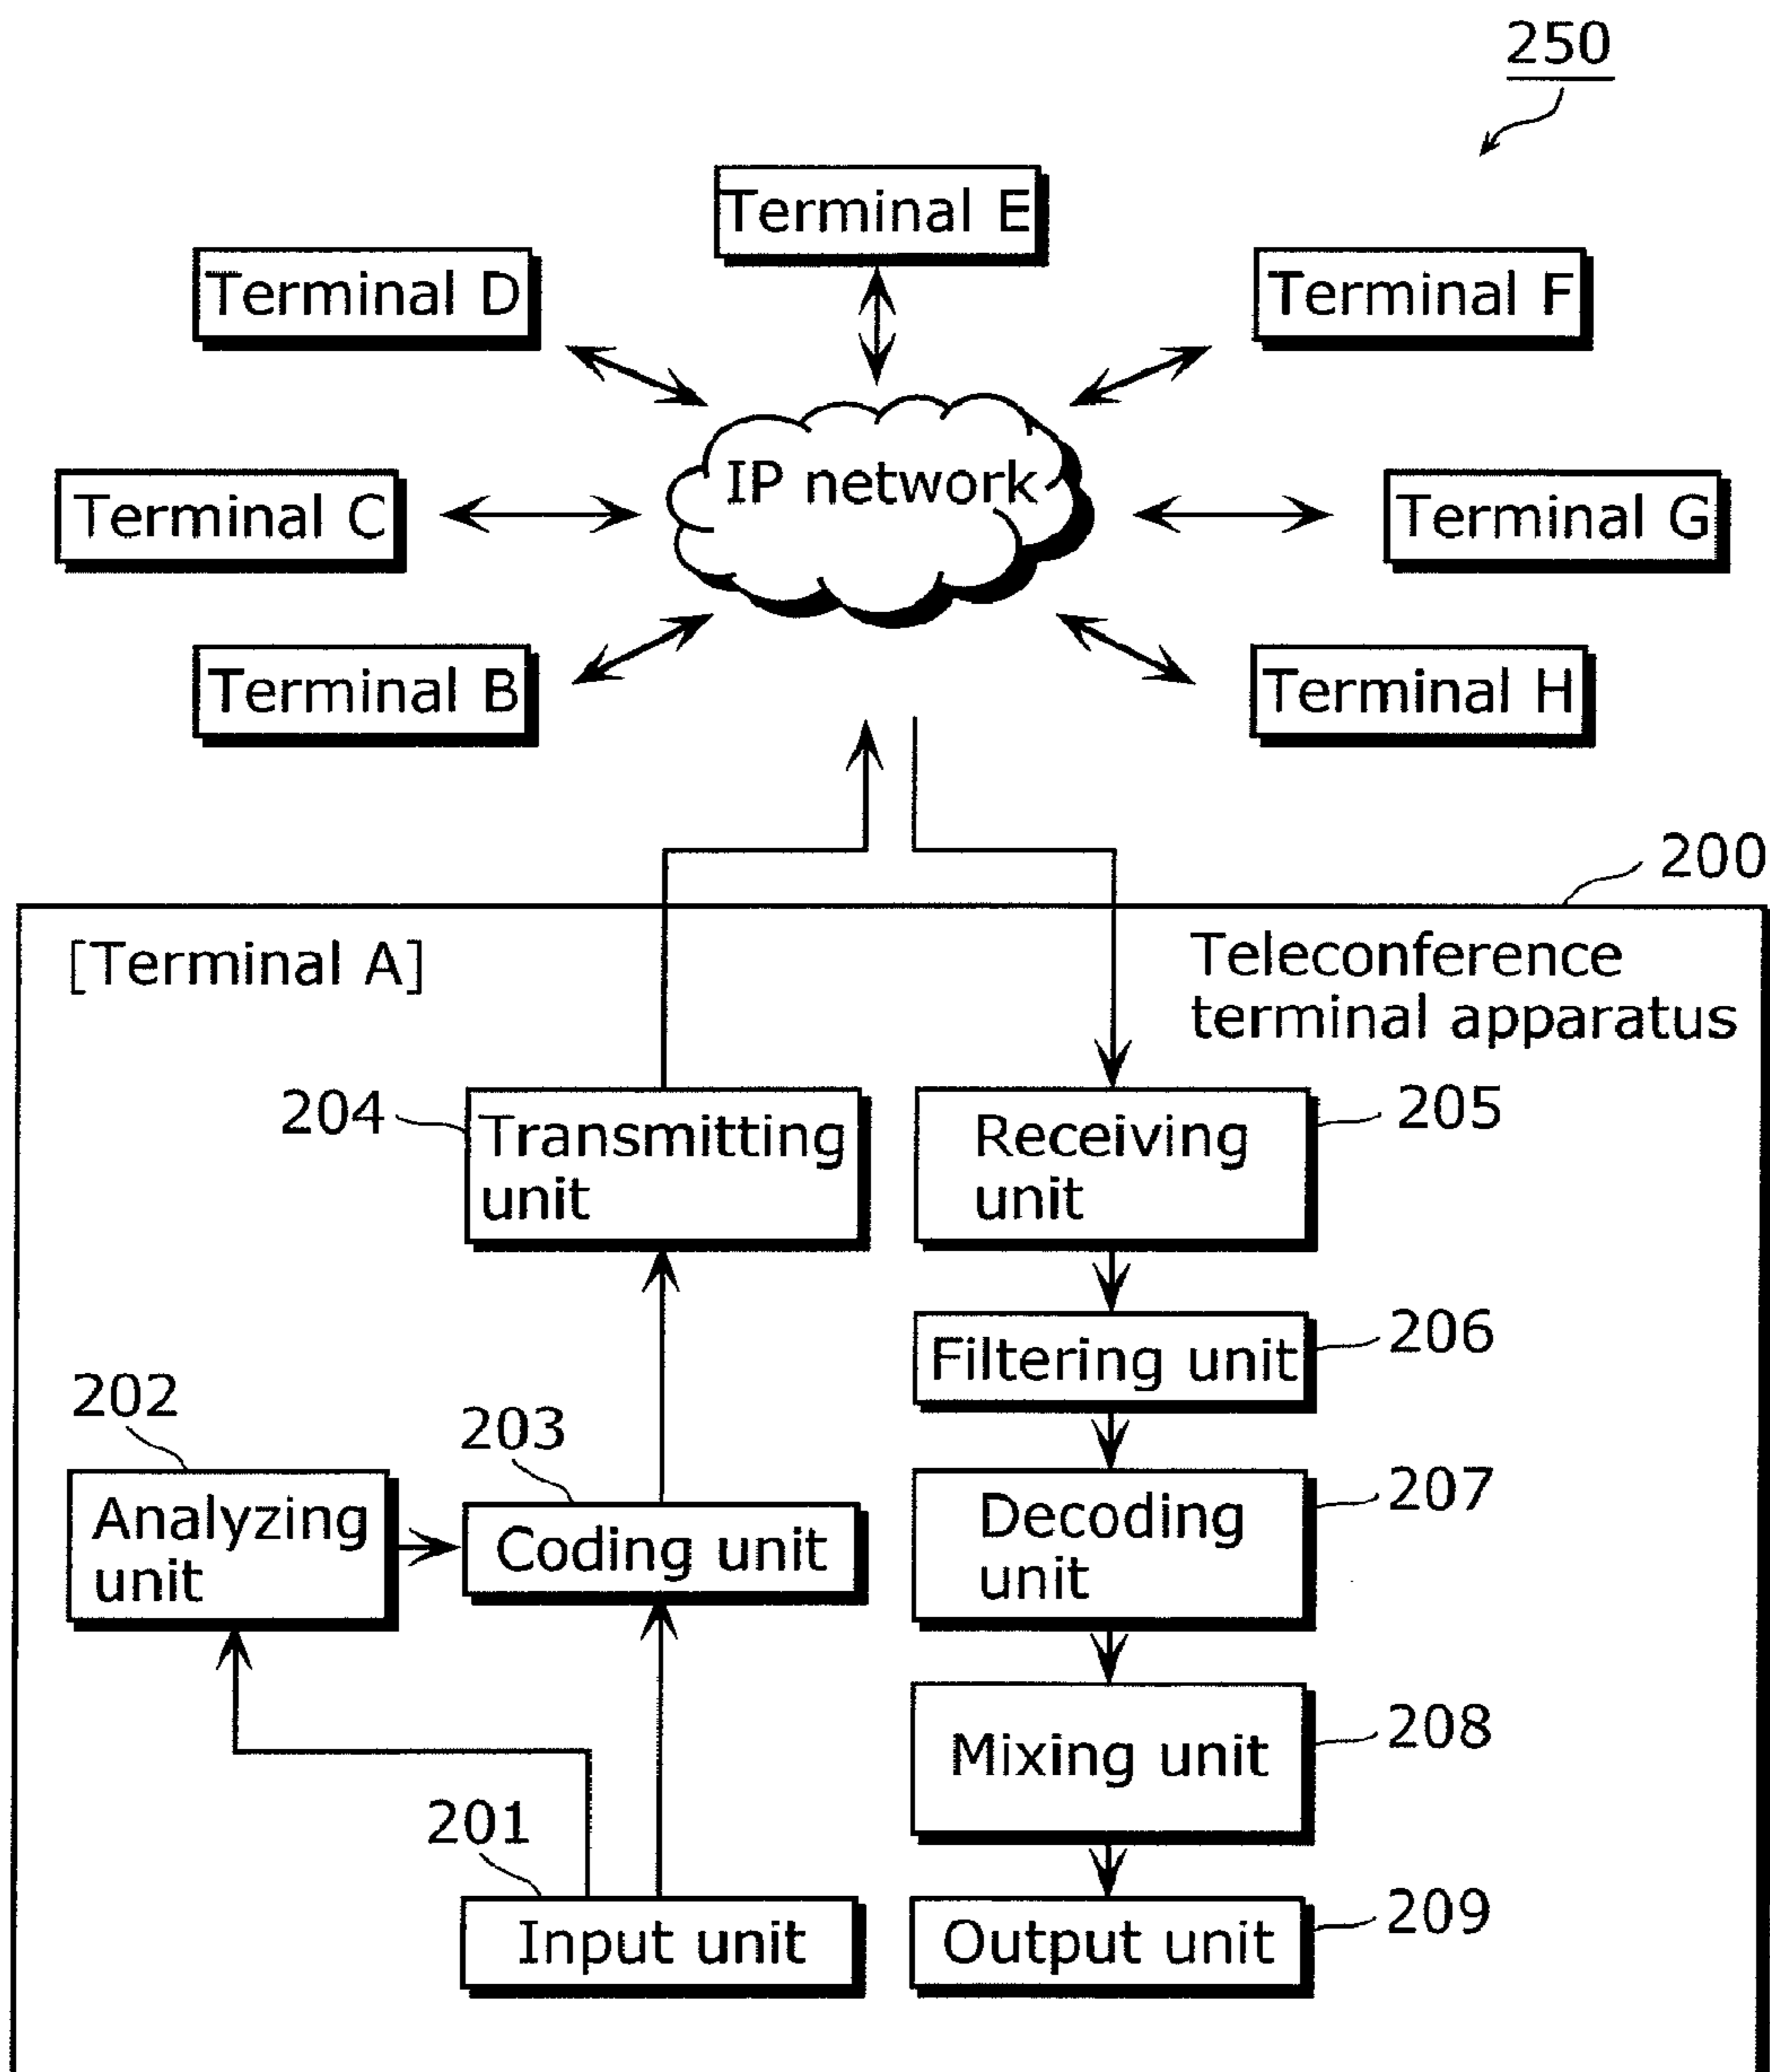 250
Terminal E
Terminal D
Terminal F
IP network
Terminal C
Terminal G
Terminal B
Terminal H
200
[Terminal A]
Teleconference
terminal apparatus
204
Transmitting
unit
Receiving
unit
205
Filtering unit
206
202
203
Analyzing
unit
Coding unit
Decoding
unit
207
Mixing unit
208
201
Input unit
Output unit
209